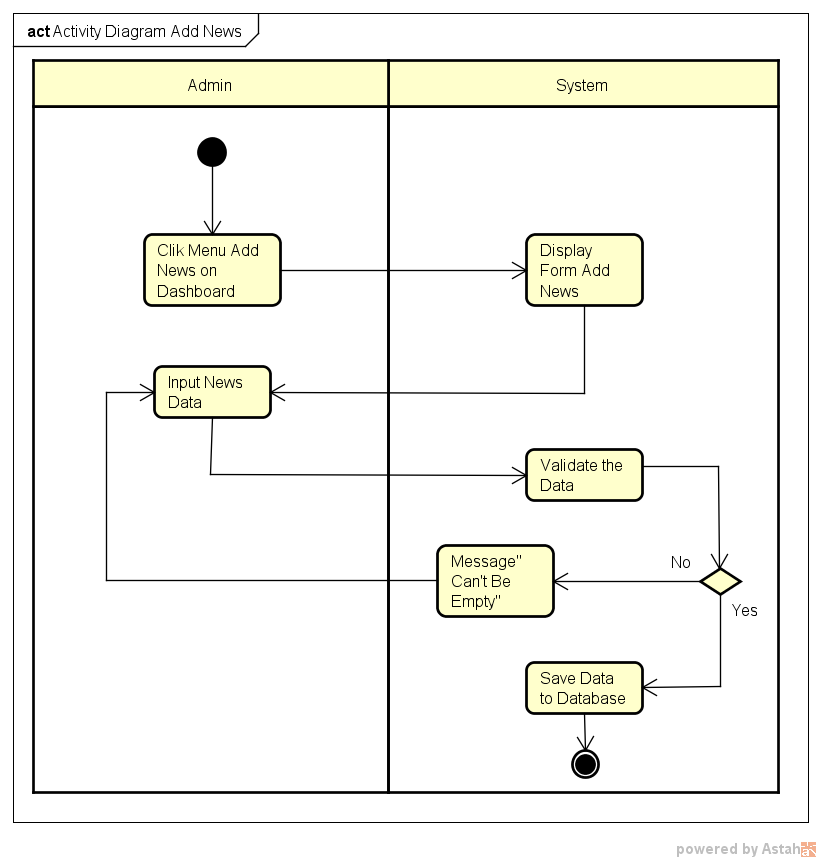 act Activity Diagram Add News
Admin
System
Clik Menu Add
News on
Dashboard
Display
Form Add
News
Input News
Data
Validate the
Data
Message"
Can't Be
Empty"
No
Yes
Save Data
to Database
powered by Astah